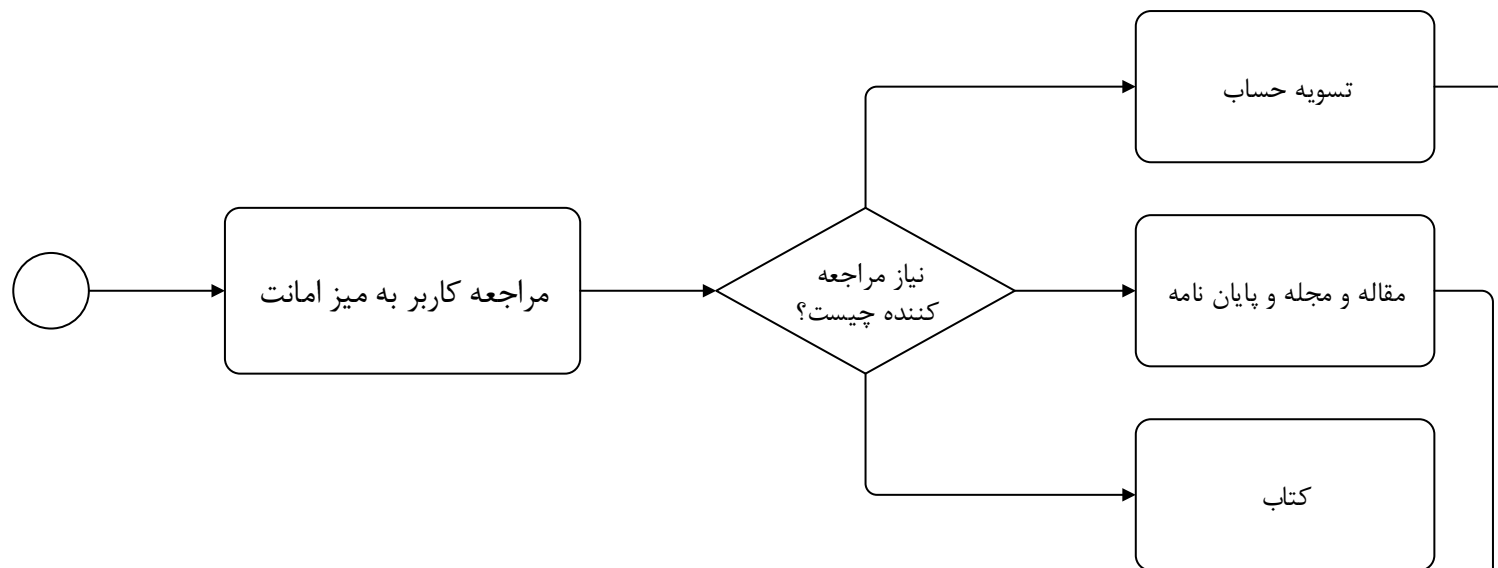 تسویه حساب
مراجعه کاربر به میز امانت
نیاز مراجعه
کننده چیست؟
مقاله و مجله و پایان نامه
کتاب